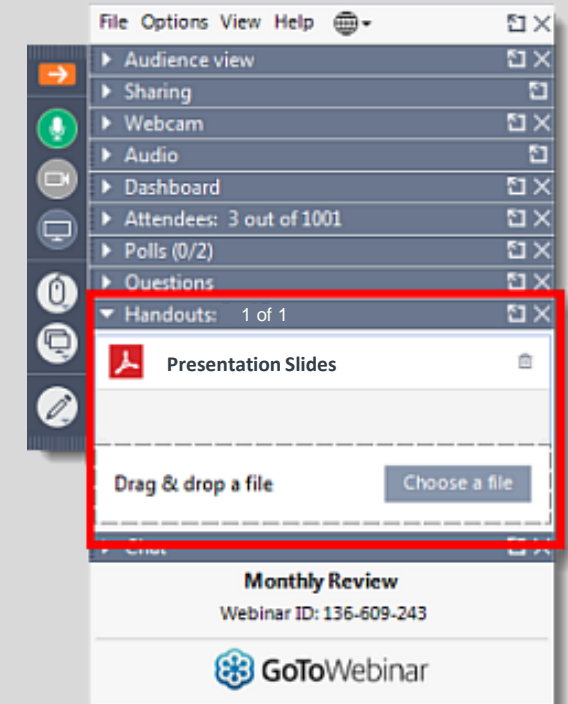 File Options View Help
Audience view
Sharing
Webcam
Audio
Dashboard
Attendees: 3 out of 1001
Polls (0/2)
Questions
Handouts: 1 of 1
Presentation Slides
Drag & drop a file
Choose a file
Chat
Monthly Review
Webinar ID: 136-609-243
GoToWebinar